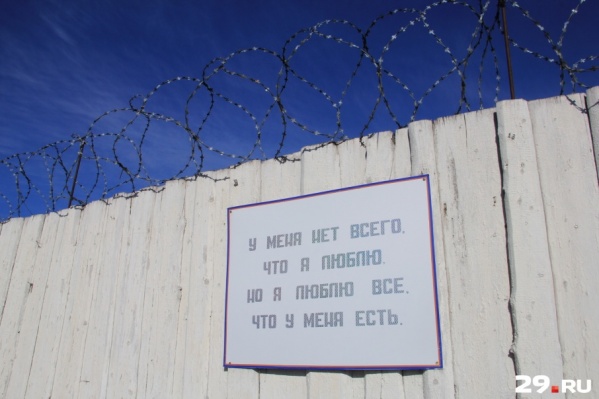 У МЕНЯ НЕТ ВСЕГО,
ЧТО Я ЛЮБЛЮ.
НО Я ЛЮБЛЮ ВСЕ,
ЧТО У МЕНЯ ЕСТЬ.
29.RU